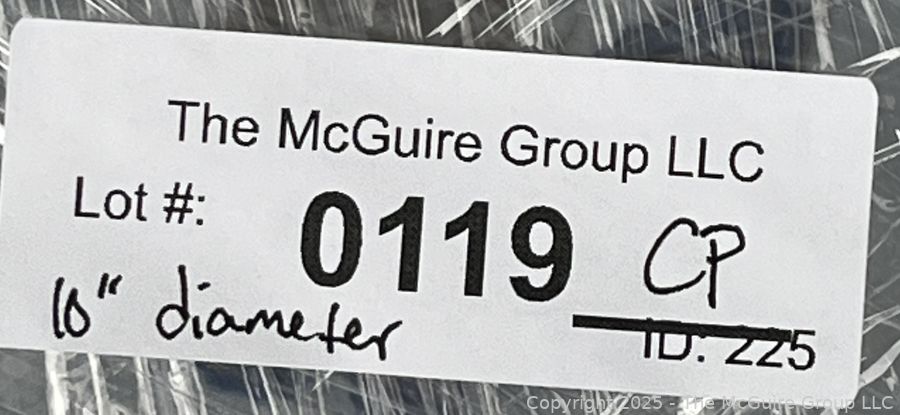 The McGuire Group LLC
Lot #: 0119 CP
10" diameter
ID: 225
Copyright 2025 - The McGuire Group LLC